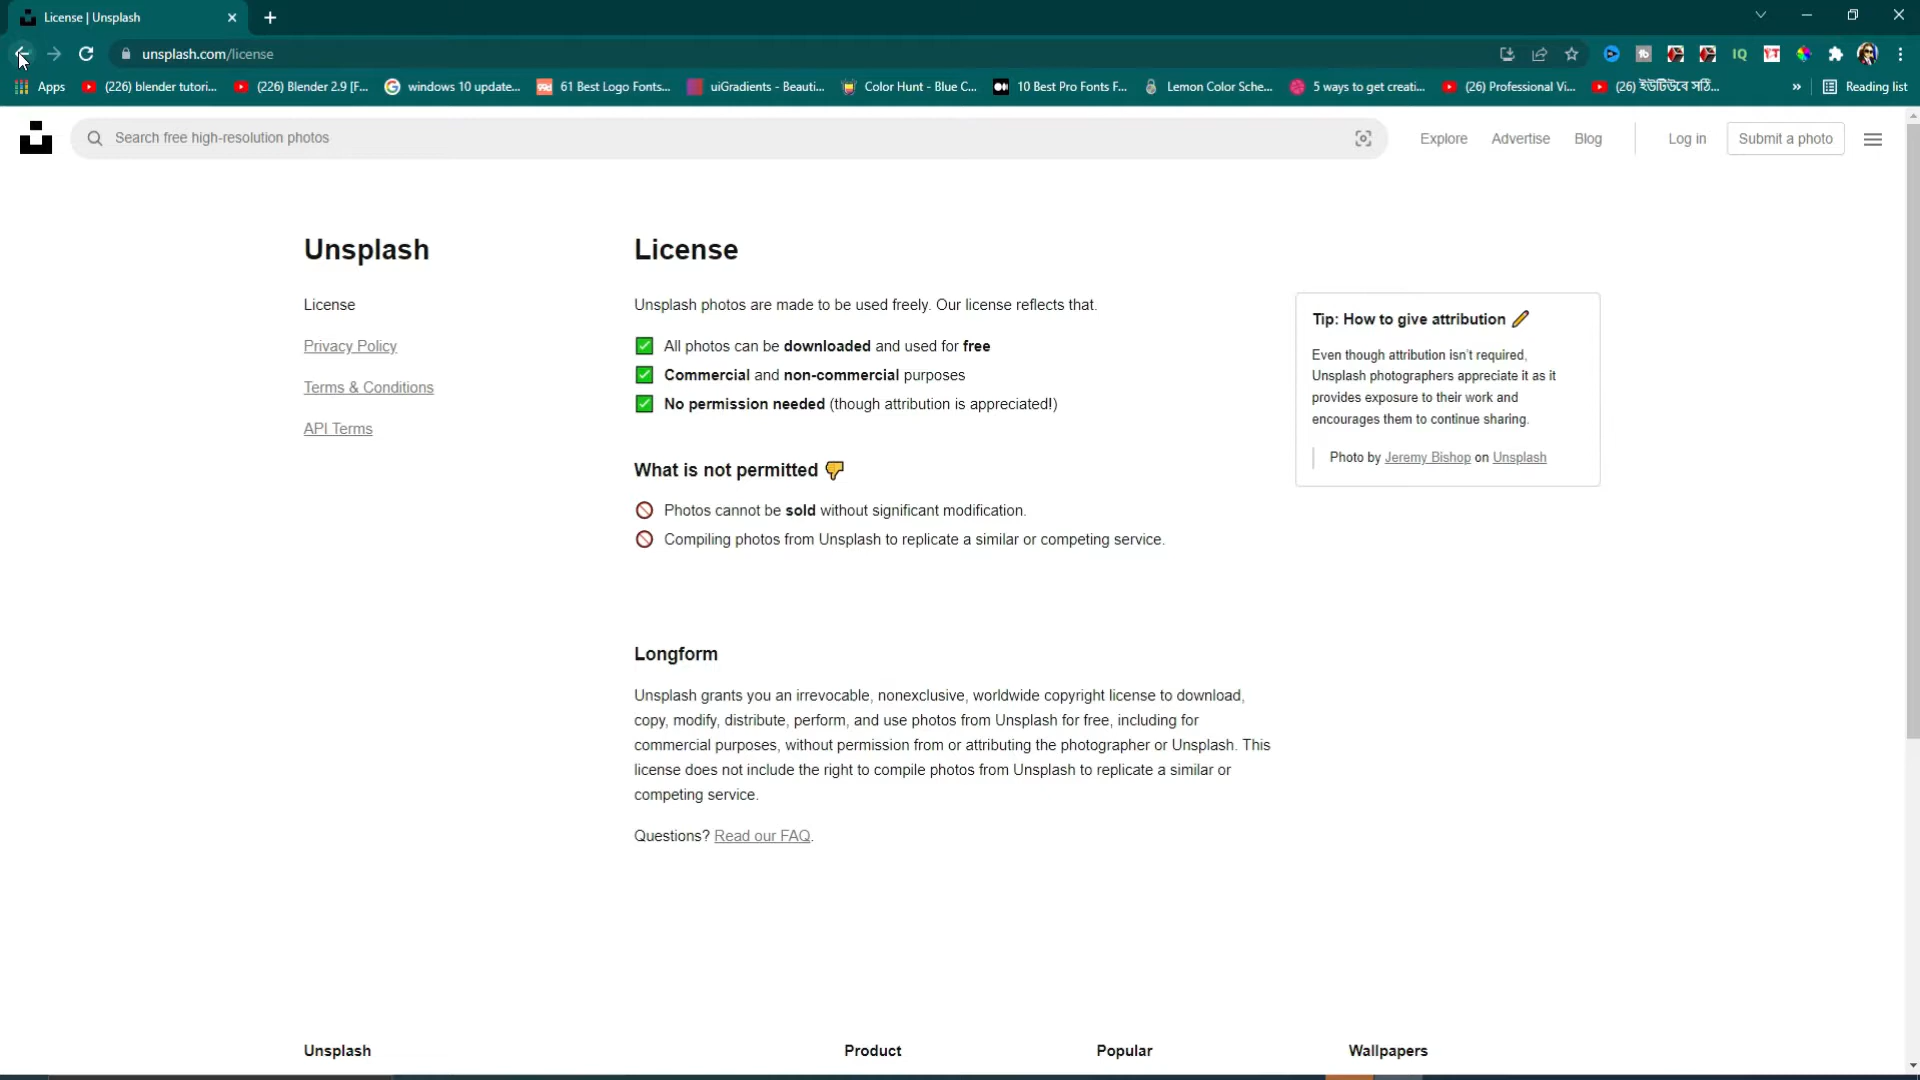 License | Unsplash
unsplash.com/license
IQ
Apps
(226) blender tutori...
(226) Blender 2.9 [F...
windows 10 update...
61 Best Logo Fonts...
uiGradients - Beauti...
Color Hunt - Blue C...
10 Best Pro Fonts F...
Lemon Color Sche...
5 ways to get creati...
(26) Professional Vi...
(26) ইউটিউবে সঠি...
Reading list
Search free high-resolution photos
Explore
Advertise
Blog
Log in
Submit a photo
Unsplash
License
Privacy Policy
Terms & Conditions
API Terms
License
Unsplash photos are made to be used freely. Our license reflects that.
All photos can be downloaded and used for free
Commercial and non-commercial purposes
No permission needed (though attribution is appreciated!)
What is not permitted
Photos cannot be sold without significant modification.
Compiling photos from Unsplash to replicate a similar or competing service.
Tip: How to give attribution
Even though attribution isn't required,
Unsplash photographers appreciate it as it
provides exposure to their work and
encourages them to continue sharing.
Photo by Jeremy Bishop on Unsplash
Longform
Unsplash grants you an irrevocable, nonexclusive, worldwide copyright license to download,
copy, modify, distribute, perform, and use photos from Unsplash for free, including for
commercial purposes, without permission from or attributing the photographer or Unsplash. This
license does not include the right to compile photos from Unsplash to replicate a similar or
competing service.
Questions? Read our FAQ.
Unsplash
Product
Popular
Wallpapers